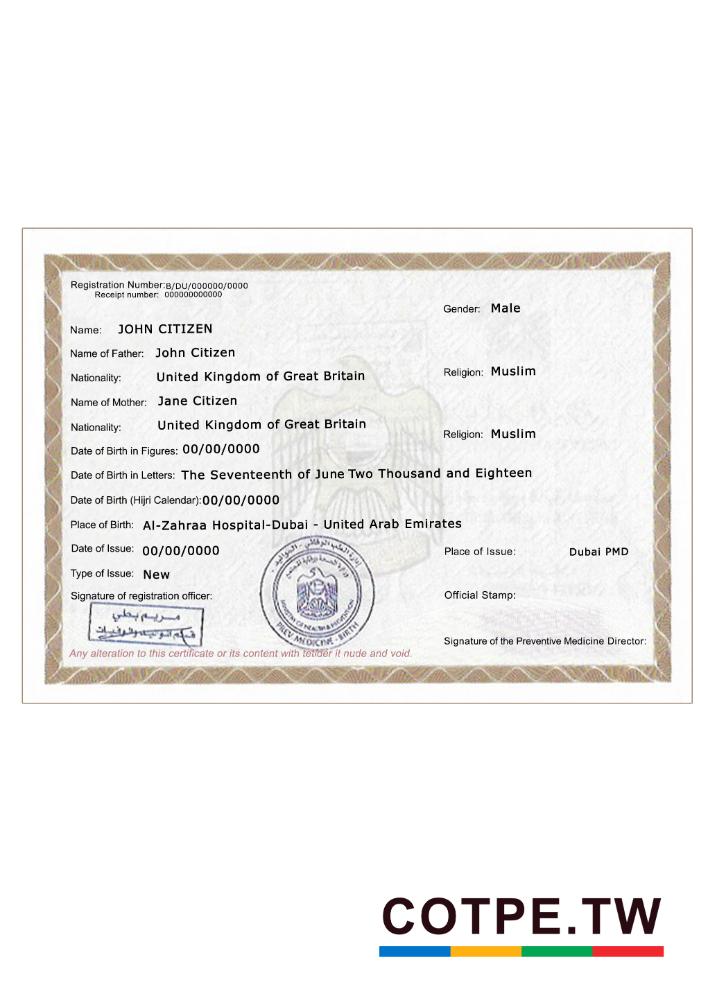 Registration Number:B/DU/000000/0000
Receipt number: 000000000000
Gender: Male
Name: JOHN CITIZEN
Name of Father: John Citizen
Nationality: United Kingdom of Great Britain
Religion: Muslim
Name of Mother: Jane Citizen
Nationality: United Kingdom of Great Britain
Religion: Muslim
Date of Birth in Figures: 00/00/0000
Date of Birth in Letters: The Seventeenth of June Two Thousand and Eighteen
Date of Birth (Hijri Calendar): 00/00/0000
Place of Birth: Al-Zahraa Hospital-Dubai - United Arab Emirates
Date of Issue: 00/00/0000
Place of Issue: Dubai PMD
Type of Issue: New
Signature of registration officer:
Official Stamp:
مريم بطي
MINISTRY OF HEALTH & PREVENTION
PREV MEDICINE - BIRTH
Signature of the Preventive Medicine Director:
Any alteration to this certificate or its content with tetider it nude and void.
COTPE.TW